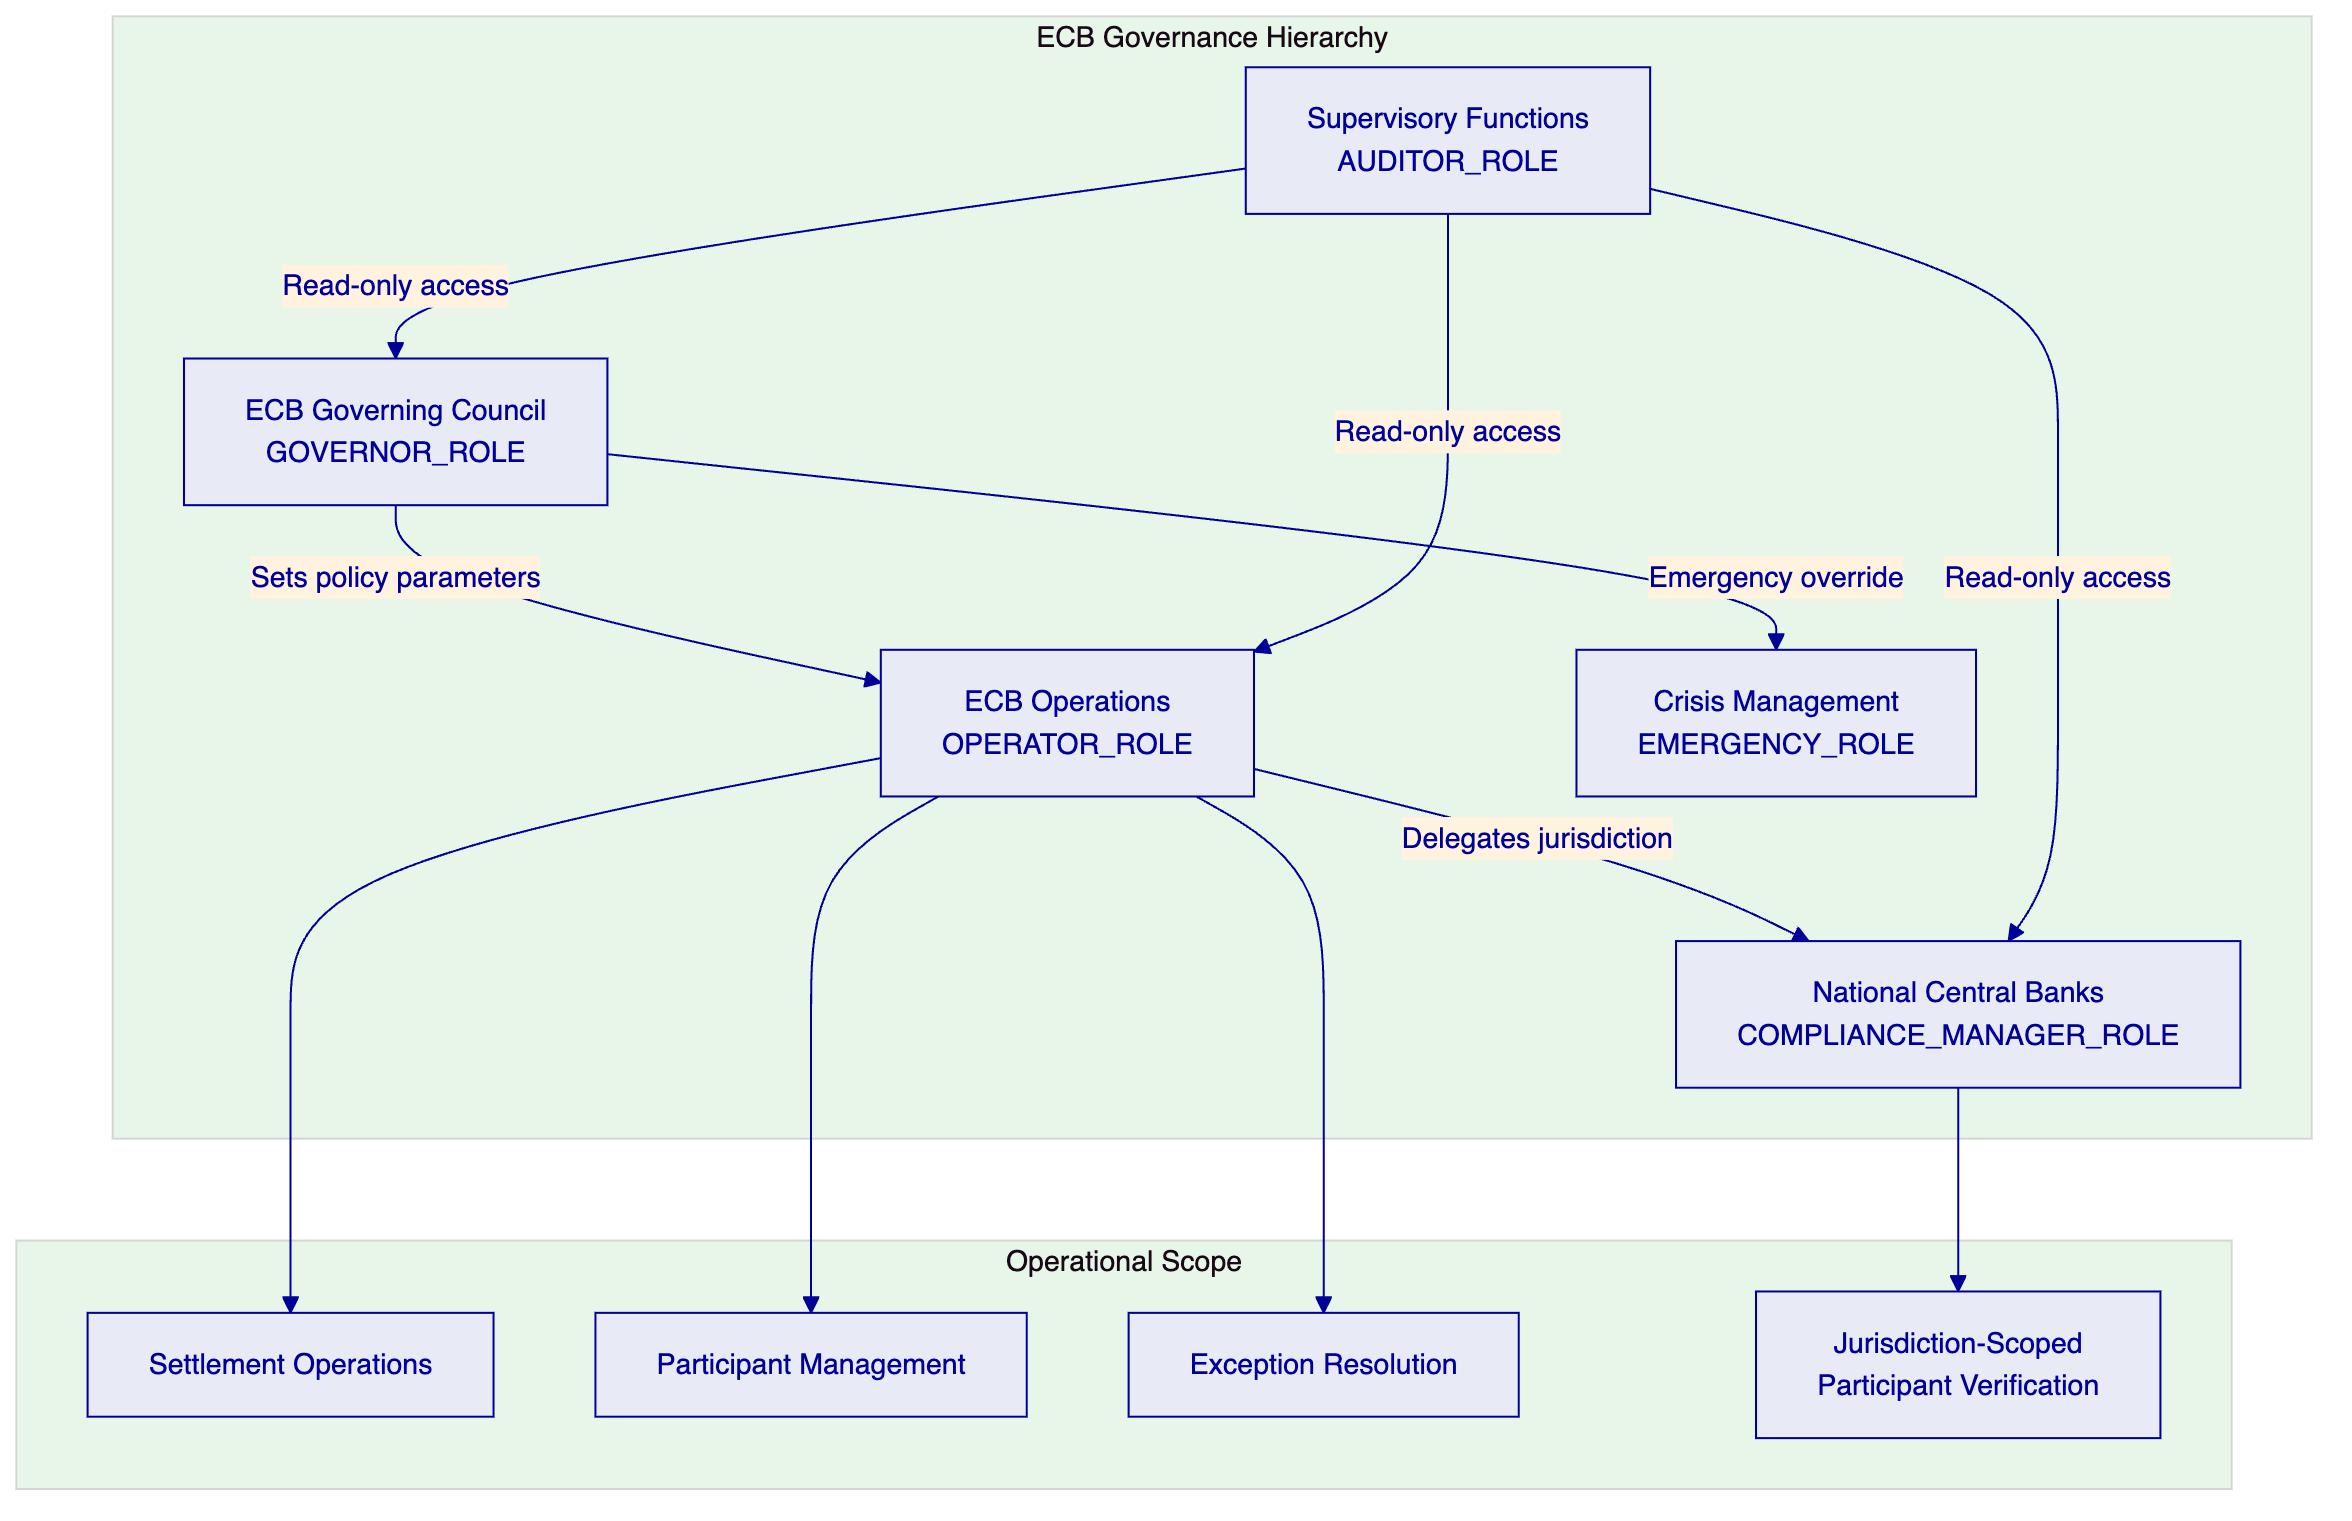 ECB Governance Hierarchy
Supervisory Functions
AUDITOR_ROLE
Read-only access
ECB Governing Council
GOVERNOR_ROLE
Read-only access
Sets policy parameters
Emergency override
Read-only access
ECB Operations
OPERATOR_ROLE
Crisis Management
EMERGENCY_ROLE
Delegates jurisdiction
National Central Banks
COMPLIANCE_MANAGER_ROLE
Operational Scope
Settlement Operations
Participant Management
Exception Resolution
Jurisdiction-Scoped
Participant Verification